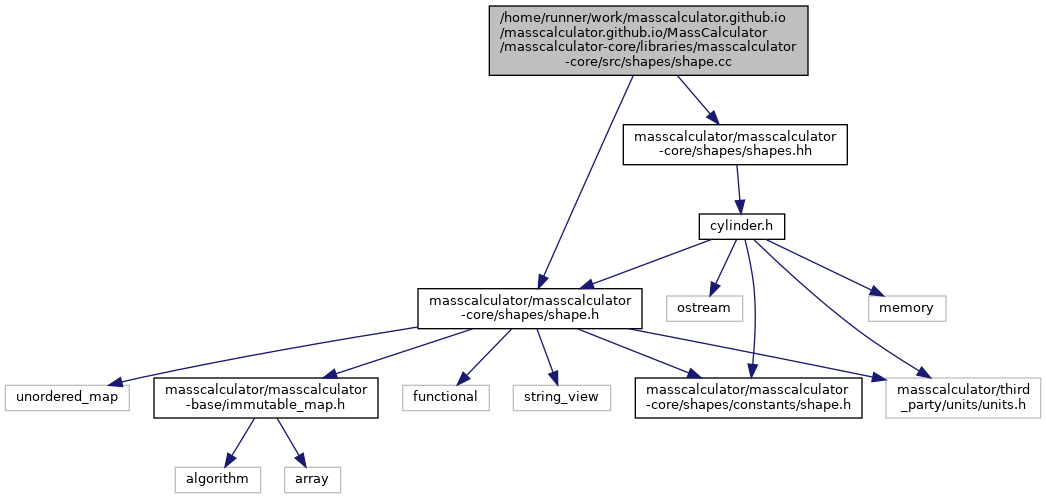 /home/runner/work/masscalculator.github.io
/masscalculator.github.io/MassCalculator
/masscalculator-core/libraries/masscalculator
-core/src/shapes/shape.cc
masscalculator/masscalculator
-core/shapes/shapes.hh
cylinder.h
masscalculator/masscalculator
-core/shapes/shape.h
ostream
memory
unordered_map
masscalculator/masscalculator
-base/immutable_map.h
functional
string_view
masscalculator/masscalculator
-core/shapes/constants/shape.h
masscalculator/third
_party/units/units.h
algorithm
array